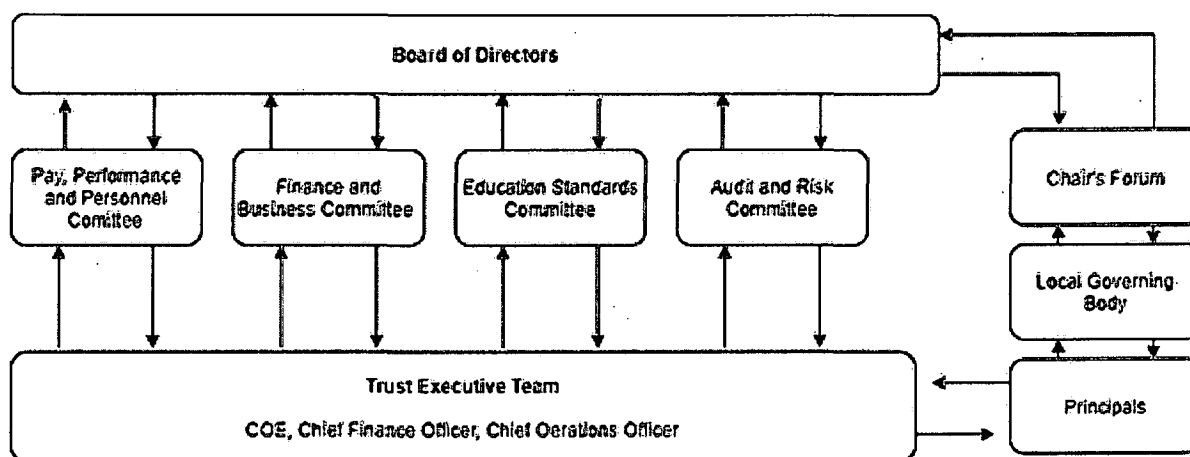 Board of Directors
Pay, Performance
and Personnel
Comittee
Finance and
Business Committee
Education Standards
Committee
Audit and Risk
Committee
Chair's Forum
Local Governing
Body
Trust Executive Team
COE, Chief Finance Officer, Chief Oerations Officer
Principals